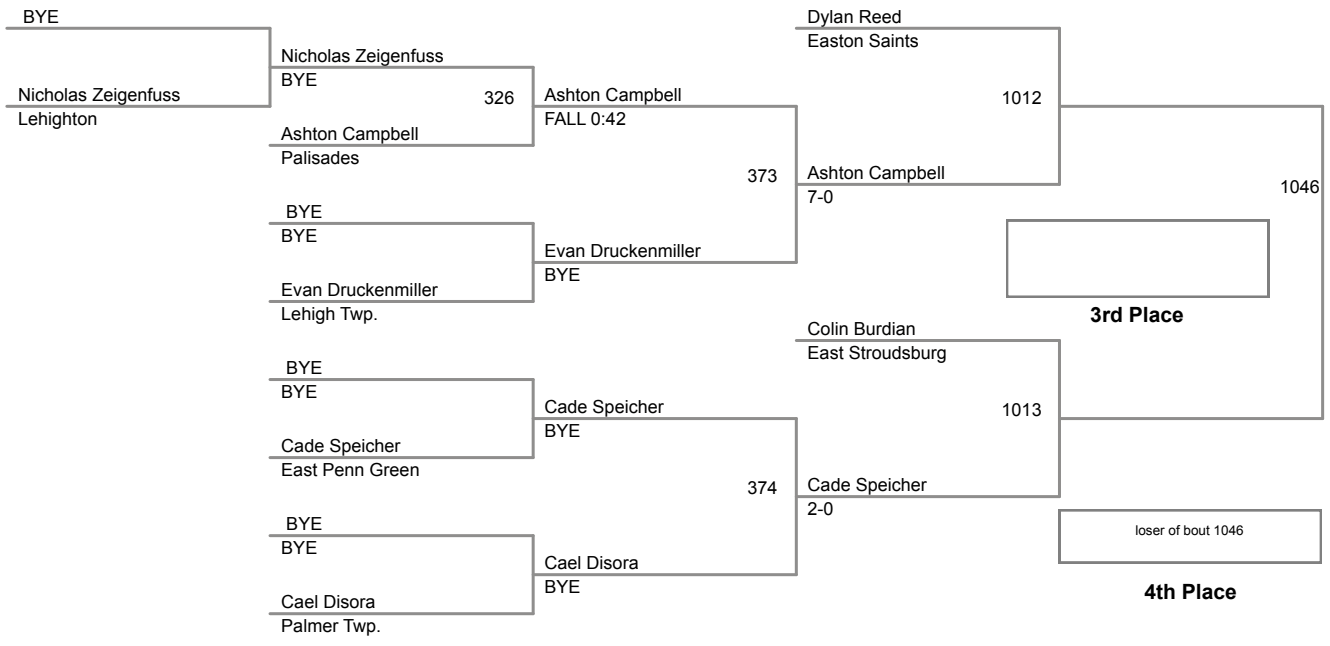 BYE
Nicholas Zeigenfuss
Lehighton
Nicholas Zeigenfuss
BYE
326
Ashton Campbell
Palisades
BYE
BYE
Evan Druckenmiller
Lehigh Twp.
BYE
BYE
Cade Speicher
East Penn Green
BYE
BYE
Cael Disora
Palmer Twp.
Ashton Campbell
FALL 0:42
373
Evan Druckenmiller
BYE
Cade Speicher
BYE
374
Cael Disora
BYE
Dylan Reed
Easton Saints
1012
Ashton Campbell
7-0
Colin Burdian
East Stroudsburg
1013
Cade Speicher
2-0
1046
3rd Place
loser of bout 1046
4th Place